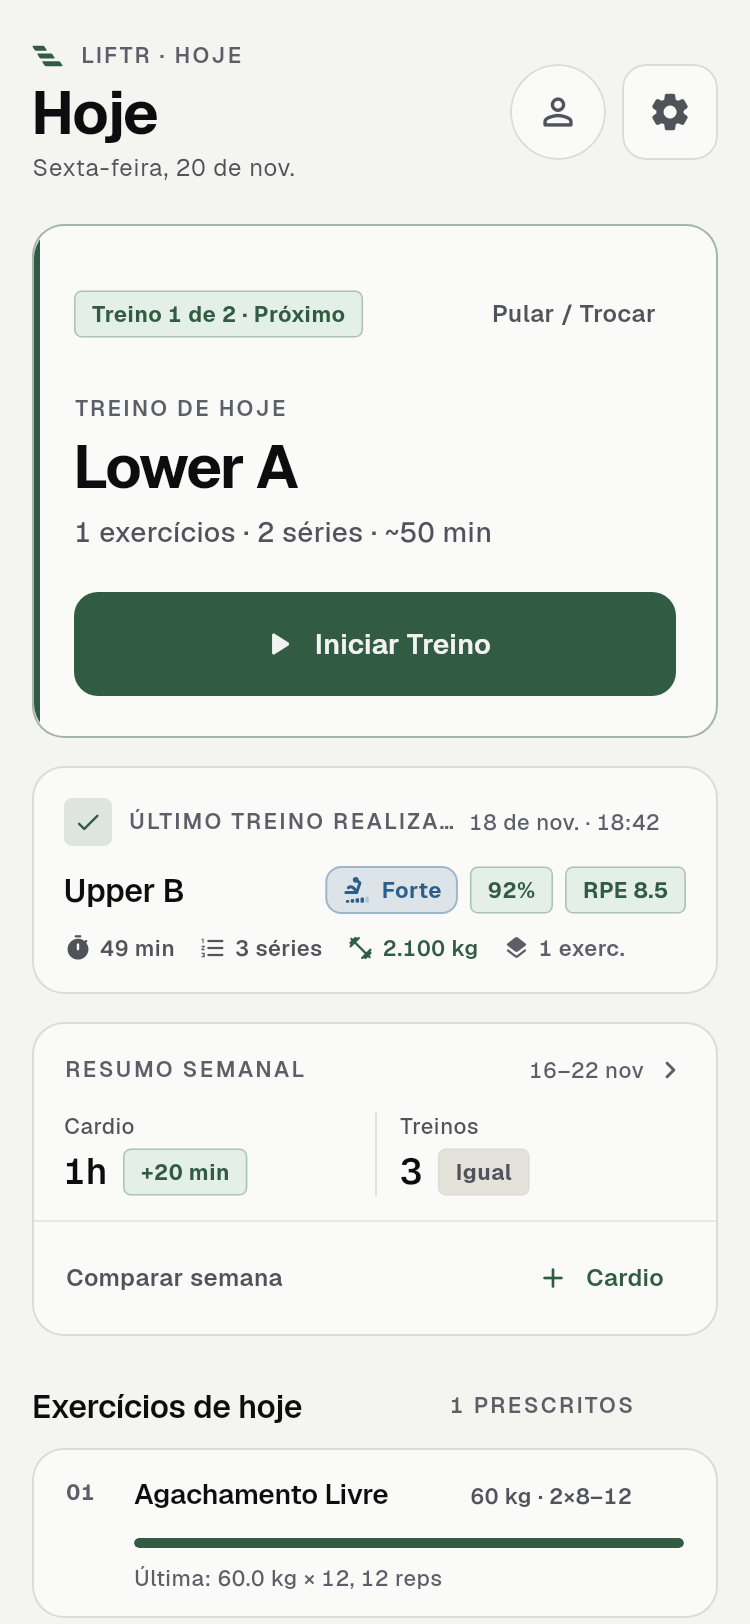 LIFTR · HOJE
Hoje
Sexta-feira, 20 de nov.
Treino 1 de 2 · Próximo
Pular / Trocar
TREINO DE HOJE
Lower A
1 exercícios · 2 séries · ~50 min
Iniciar Treino
ÚLTIMO TREINO REALIZA… 18 de nov. · 18:42
Upper B
Forte
92%
RPE 8.5
49 min
3 séries
2.100 kg
1 exerc.
RESUMO SEMANAL
16–22 nov
Cardio
1h
+20 min
Treinos
3
Igual
Comparar semana
Cardio
Exercícios de hoje
1 PRESCRITOS
01
Agachamento Livre
60 kg · 2×8–12
Última: 60.0 kg × 12, 12 reps